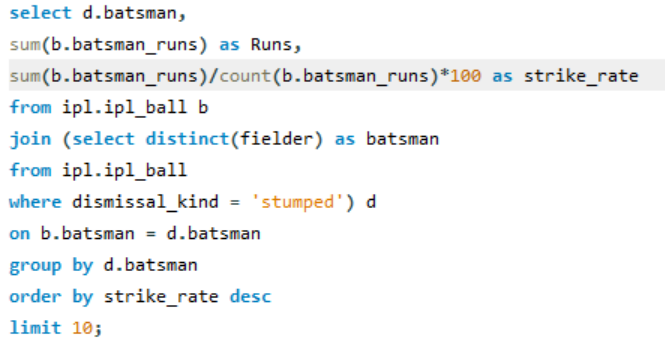 select d.batsman,
sum(b.batsman_runs) as Runs,
sum(b.batsman_runs)/count(b.batsman_runs)*100 as strike_rate
from ipl.ipl_ball b
join (select distinct(fielder) as batsman
from ipl.ipl_ball
where dismissal_kind = 'stumped') d
on b.batsman = d.batsman
group by d.batsman
order by strike_rate desc
limit 10;